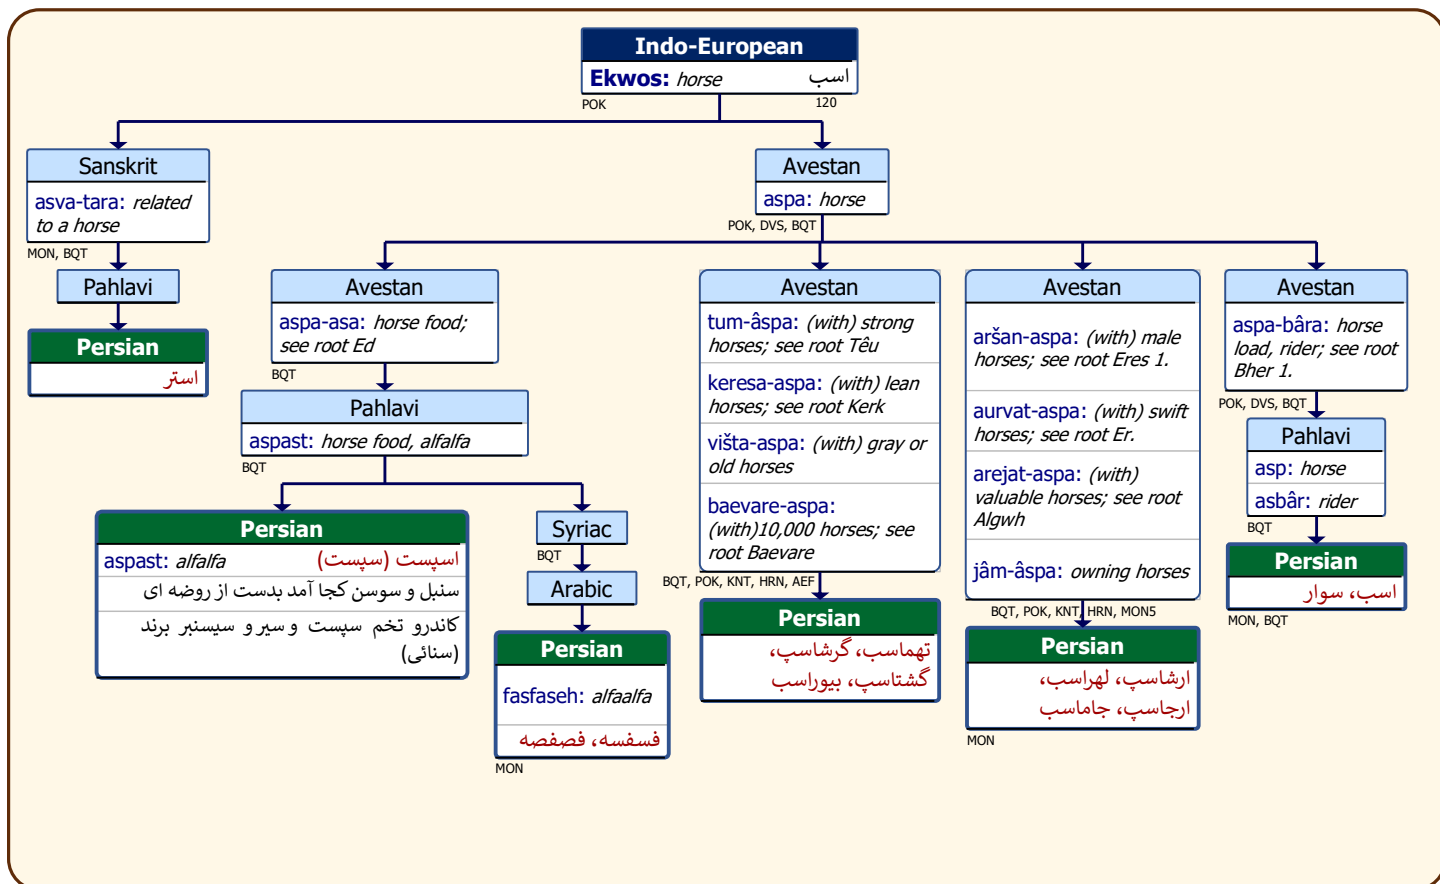 Indo-European
Ekwos: horse اسب
POK 120
Sanskrit
asva-tara: related
to a horse
MON, BQT
Pahlavi
Persian
استر
Avestan
aspa: horse
POK, DVS, BQT
Avestan
aspa-asa: horse food;
see root Ed
BQT
Pahlavi
aspast: horse food, alfalfa
BQT
Persian
aspast: alfalfa اسپست (سپست)
سنبل و سوسن کجا آمد بدست از روضه ای
کاندرو تخم سپست و سیر و سیسنبر برند
(سنائی)
Syriac
BQT
Arabic
Persian
fasfaseh: alfaalfa
فسفسه، فصفصه
MON
Avestan
tum-âspa: (with) strong
horses; see root Têu
keresa-aspa: (with) lean
horses; see root Kerk
višta-aspa: (with) gray or
old horses
baevare-aspa:
(with)10,000 horses; see
root Baevare
BQT, POK, KNT, HRN, AEF
Persian
تهماسب، گرشاسپ،
گشتاسپ، بیوراسب
Avestan
aršan-aspa: (with) male
horses; see root Eres 1.
aurvat-aspa: (with) swift
horses; see root Er.
arejat-aspa: (with)
valuable horses; see root
Algwh
jâm-âspa: owning horses
BQT, POK, KNT, HRN, MON5
Persian
ارشاسپ، لهراسب،
ارجاسپ، جاماسب
MON
Avestan
aspa-bâra: horse
load, rider; see root
Bher 1.
POK, DVS, BQT
Pahlavi
asp: horse
asbâr: rider
BQT
Persian
اسب، سوار
MON, BQT